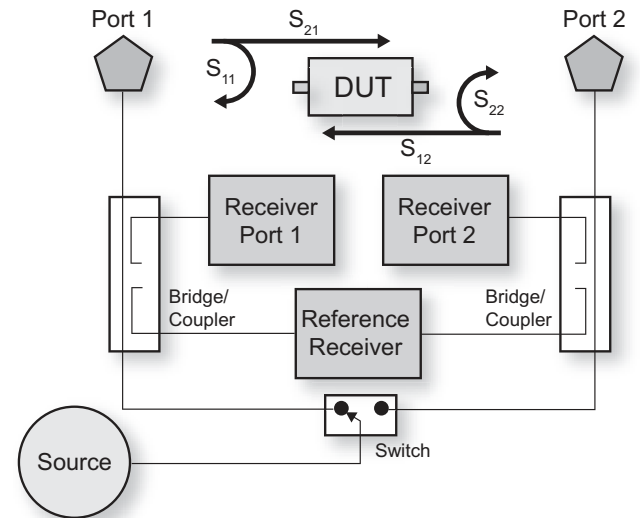 Port 1
Port 2
S21
S11
DUT
S22
S12
Receiver
Port 1
Receiver
Port 2
Bridge/
Coupler
Reference
Receiver
Bridge/
Coupler
Switch
Source